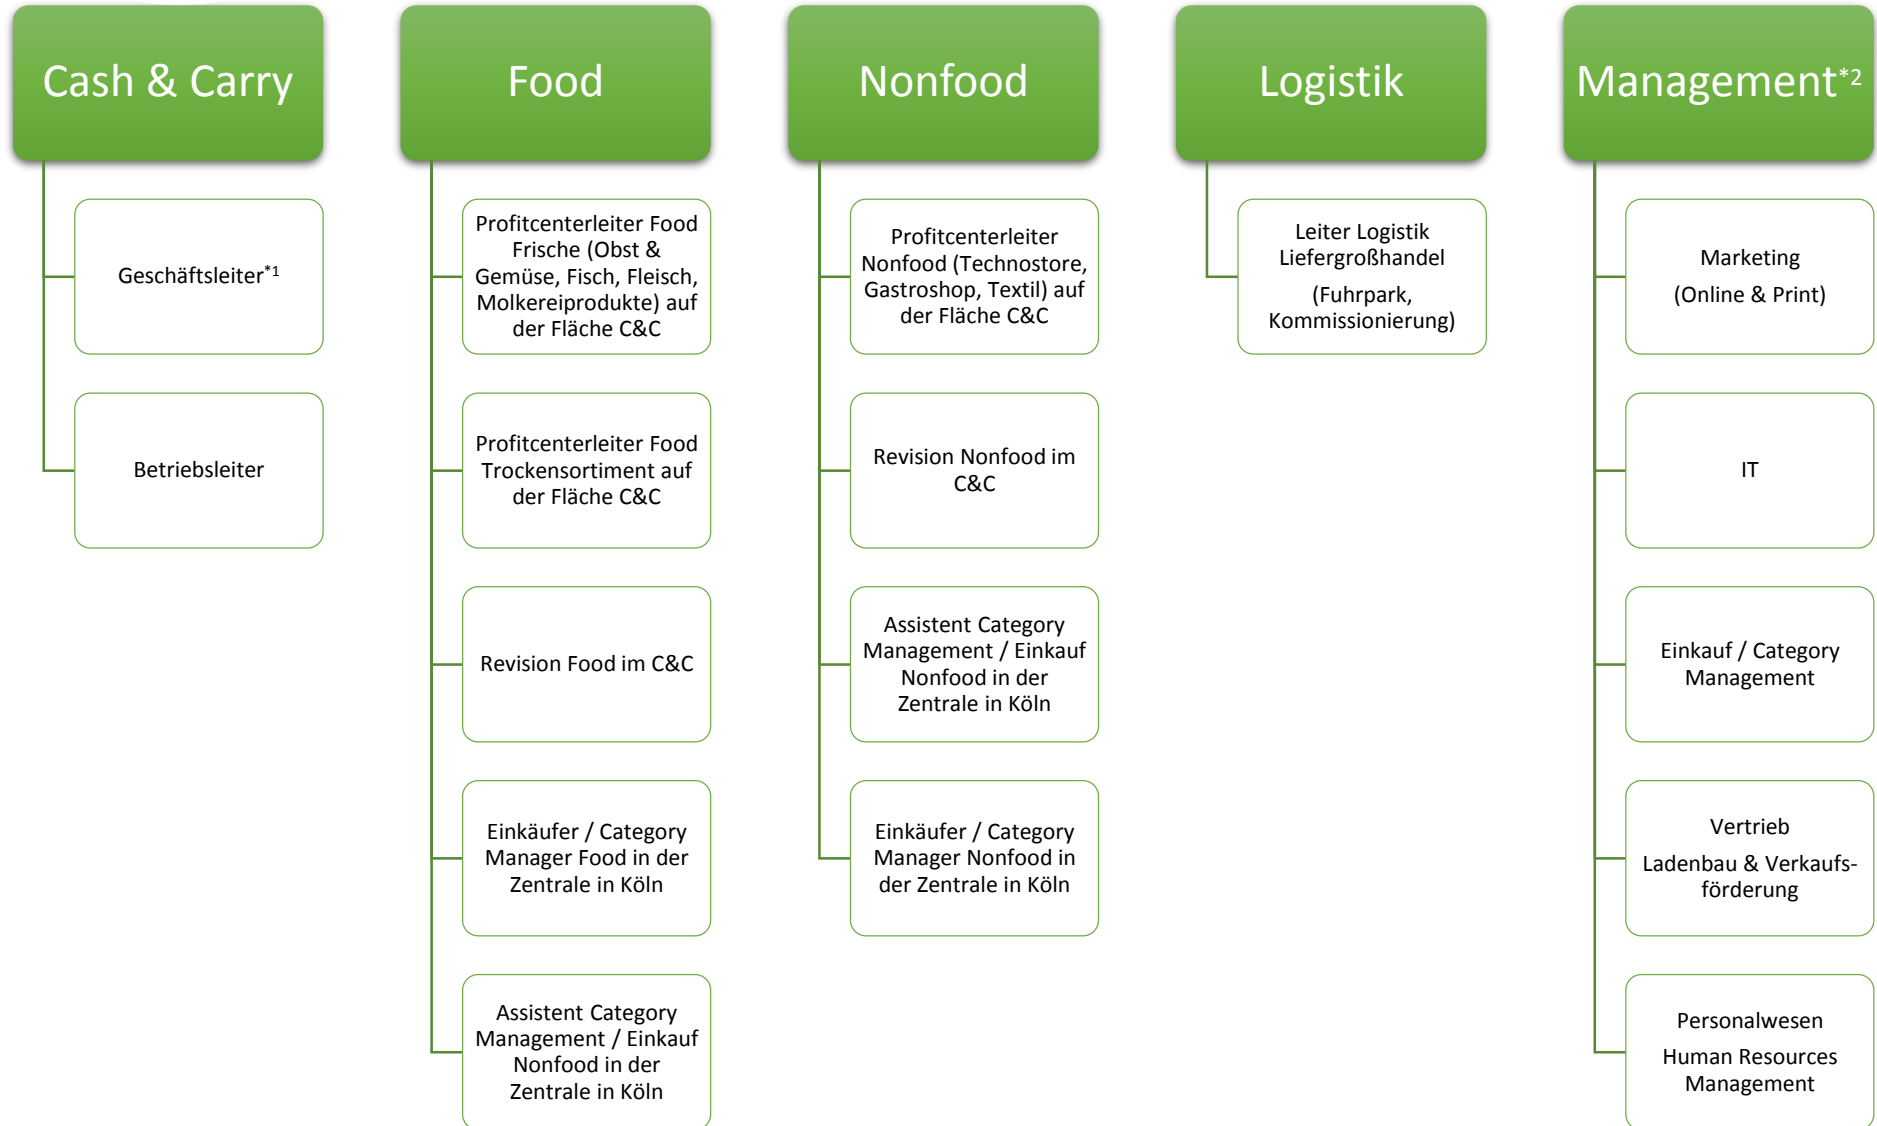 Cash & Carry
Geschäftsleiter*1
Betriebsleiter
Food
Profitcenterleiter Food
Frische (Obst &
Gemüse, Fisch, Fleisch,
Molkereiprodukte) auf
der Fläche C&C
Profitcenterleiter Food
Trockensortiment auf
der Fläche C&C
Revision Food im C&C
Einkäufer / Category
Manager Food in der
Zentrale in Köln
Assistent Category
Management / Einkauf
Nonfood in der
Zentrale in Köln
Nonfood
Profitcenterleiter
Nonfood (Technostore,
Gastroshop, Textil) auf
der Fläche C&C
Revision Nonfood im
C&C
Assistent Category
Management / Einkauf
Nonfood in der
Zentrale in Köln
Einkäufer / Category
Manager Nonfood in
der Zentrale in Köln
Logistik
Leiter Logistik
Liefergroßhandel
(Fuhrpark,
Kommissionierung)
Management*2
Marketing
(Online & Print)
IT
Einkauf / Category
Management
Vertrieb
Ladenbau & Verkaufs-
förderung
Personalwesen
Human Resources
Management